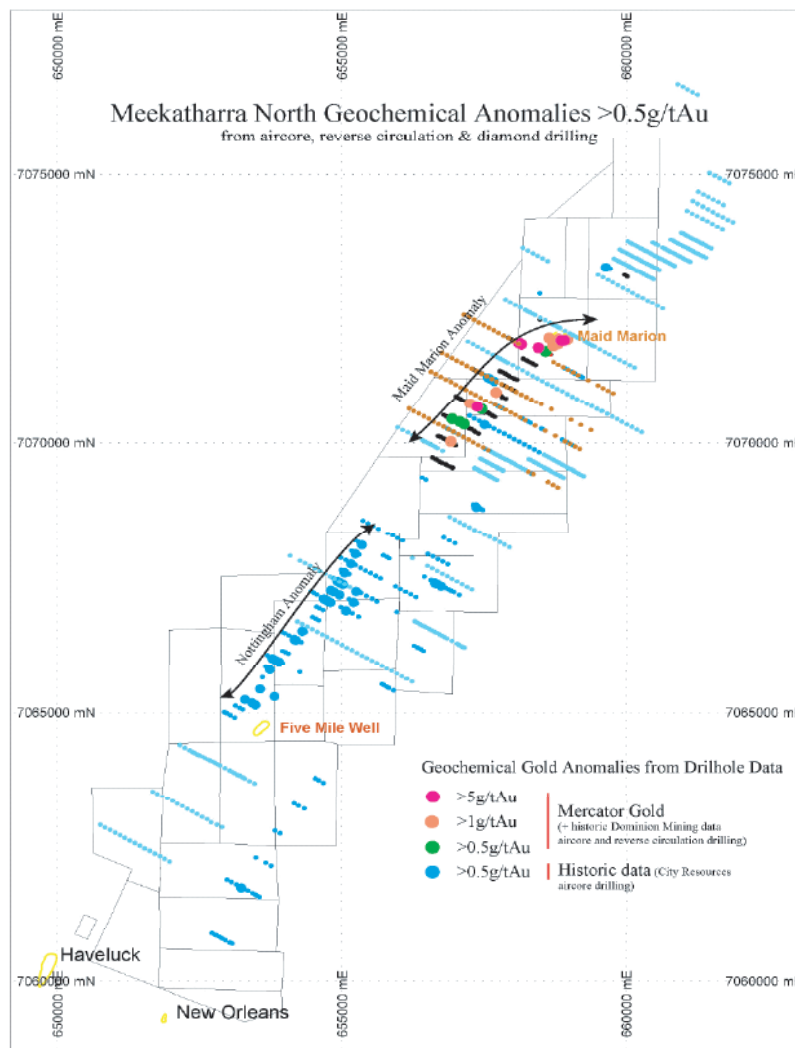 650000 mE
655000 mE
660000 mE
Meekatharra North Geochemical Anomalies >0.5g/tAu
from aircore, reverse circulation & diamond drilling
7075000 mN
7075000 mN
Maid Marion Anomaly
Maid Marion
7070000 mN
7070000 mN
Nottingham Anomaly
7065000 mN
7065000 mN
Five Mile Well
Geochemical Gold Anomalies from Drilhole Data
>5g/tAu
>1g/tAu
>0.5g/tAu
>0.5g/tAu
Mercator Gold
(+ historic Dominion Mining data
aircore and reverse circulation drilling)
Historic data (City Resources
aircore drilling)
Haveluck
7060000 mN
7060000 mN
New Orleans
650000 mE
655000 mE
660000 mE